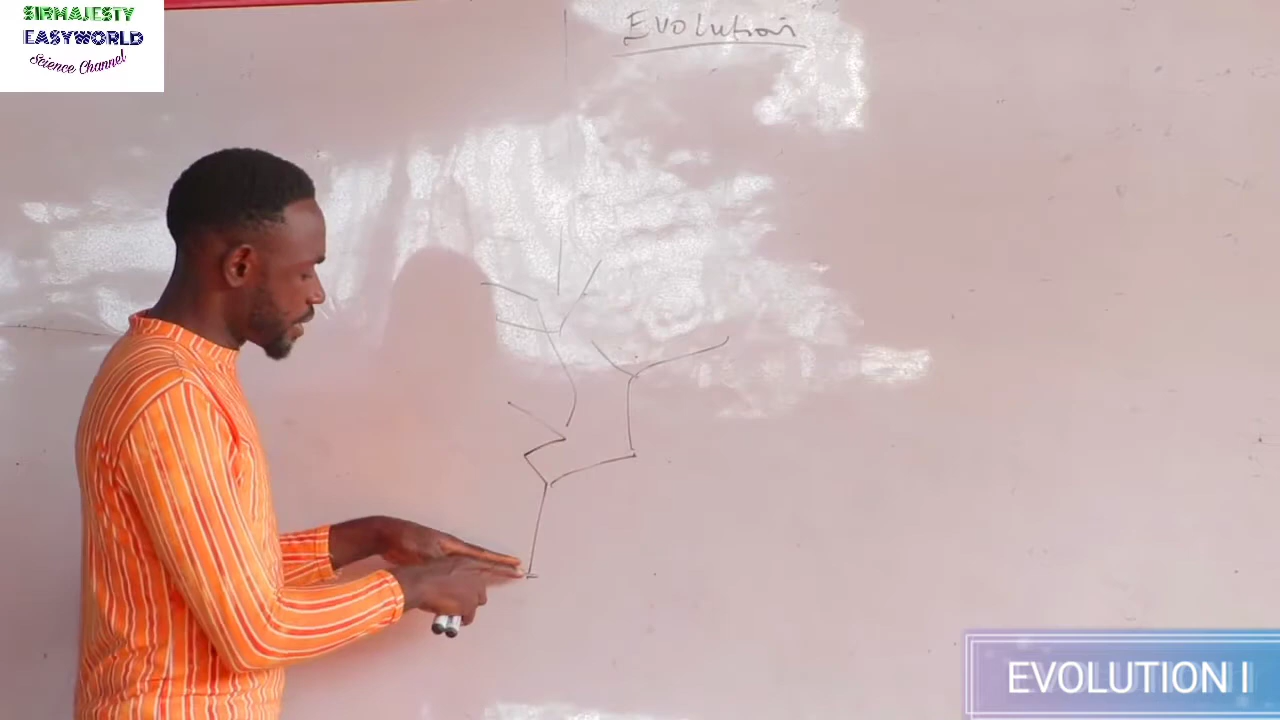 SIRMAJESTY
EASYWORLD
Science Channel
Evolution
EVOLUTION I